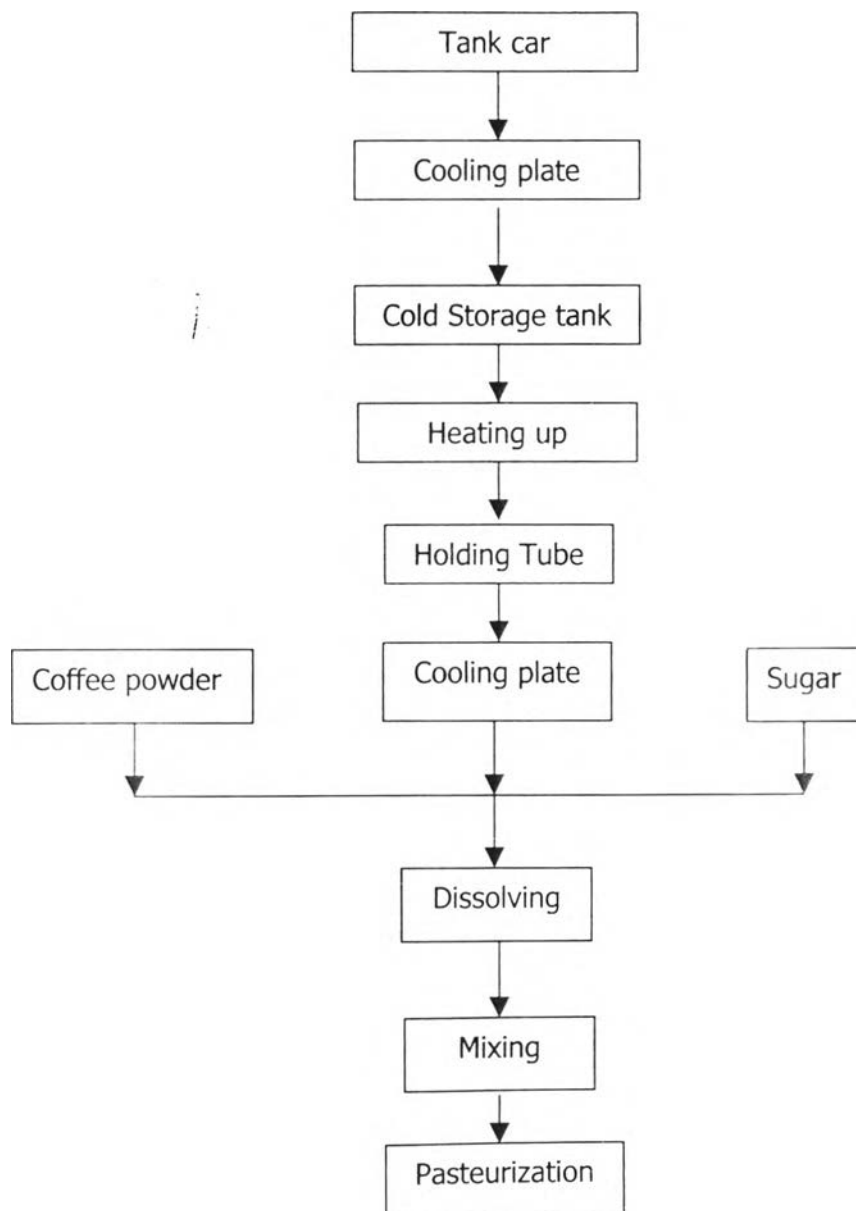 Tank car
Cooling plate
Cold Storage tank
Heating up
Holding Tube
Coffee powder
Cooling plate
Sugar
Dissolving
Mixing
Pasteurization